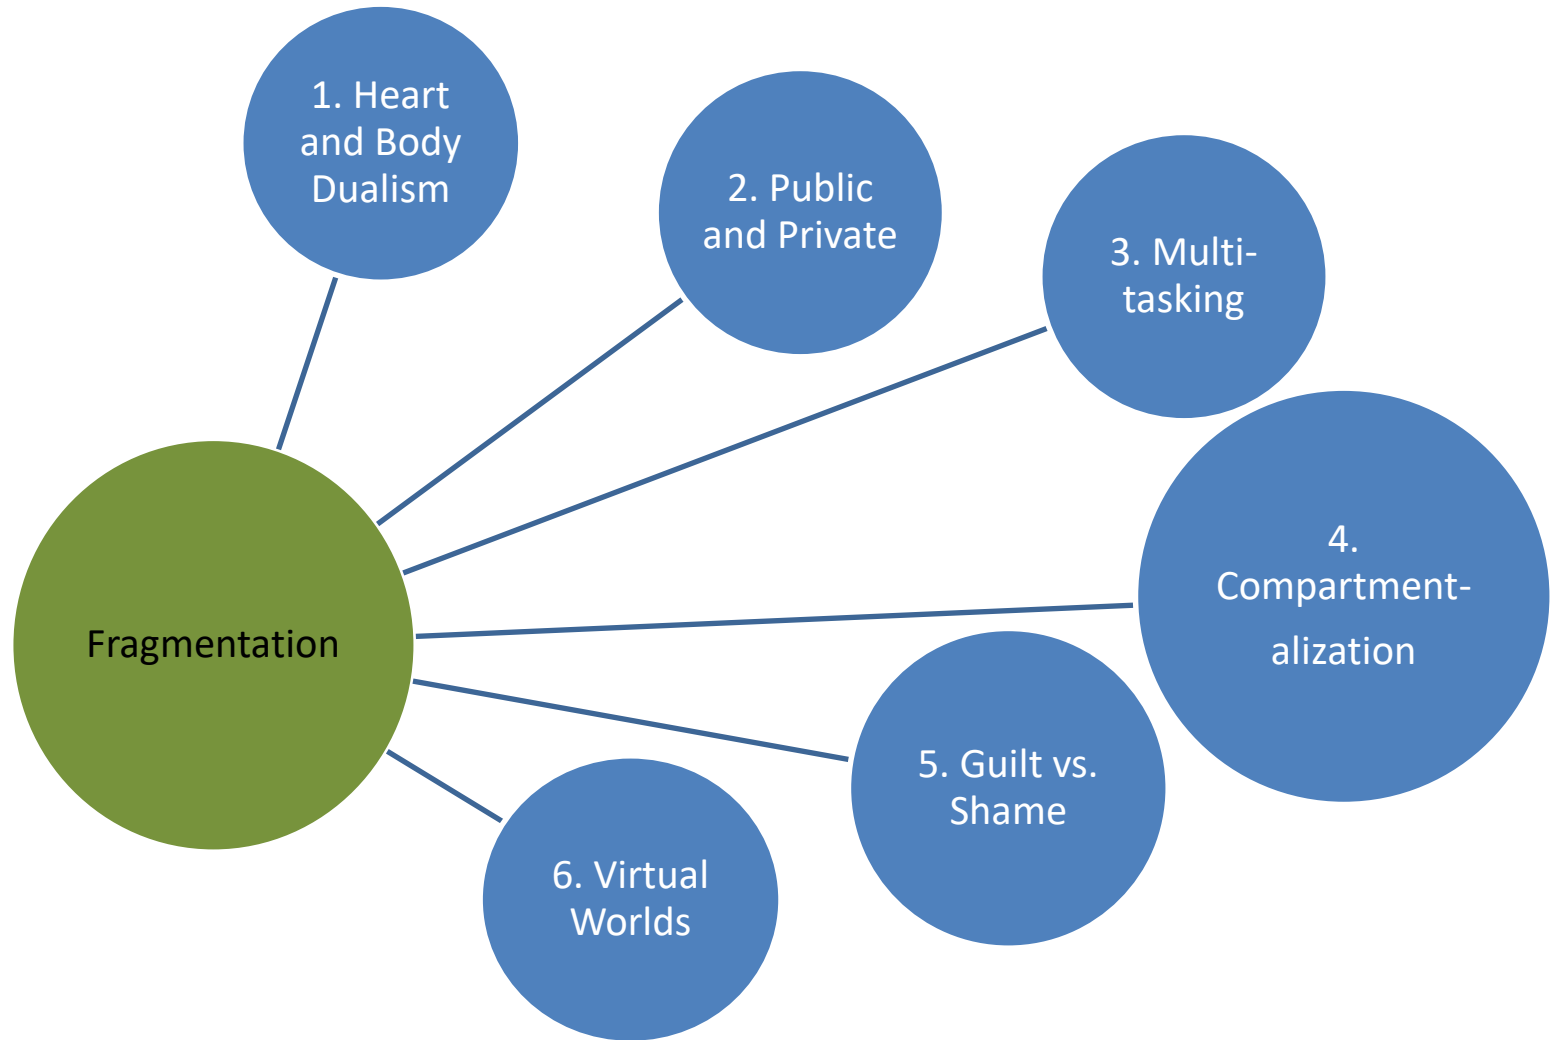 1. Heart
and Body
Dualism
2. Public
and Private
3. Multi-
tasking
4.
Compartment-
alization
Fragmentation
5. Guilt vs.
Shame
6. Virtual
Worlds